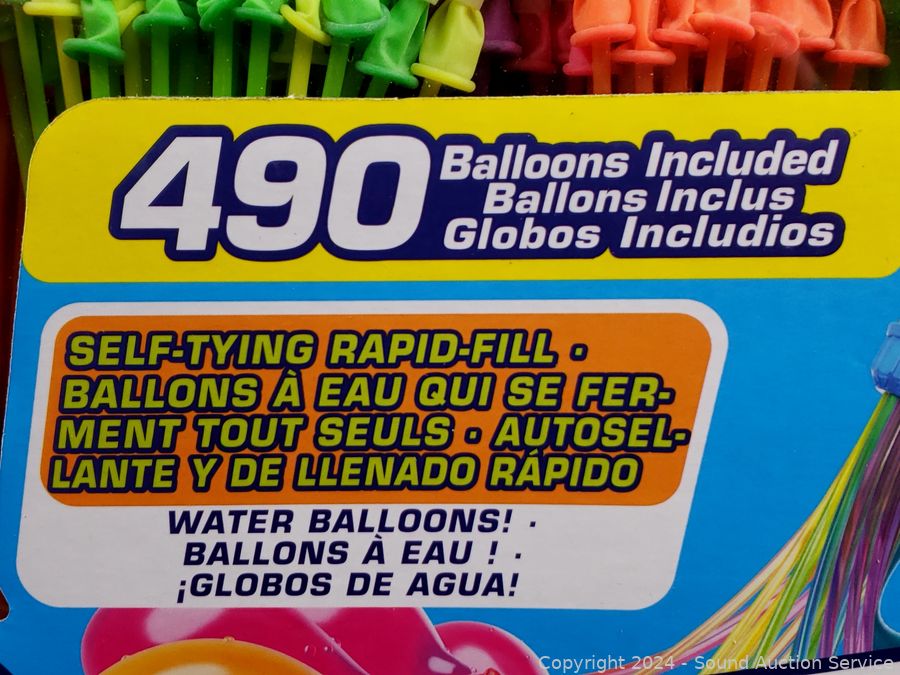 490 Balloons Included
Ballons Inclus
Globos Includios
SELF-TYING RAPID-FILL •
BALLONS À EAU QUI SE FER-
MENT TOUT SEULS • AUTOSEL-
LANTE Y DE LLENADO RÁPIDO
WATER BALLOONS! •
BALLONS À EAU ! •
¡GLOBOS DE AGUA!
Copyright 2024 - Sound Auction Service